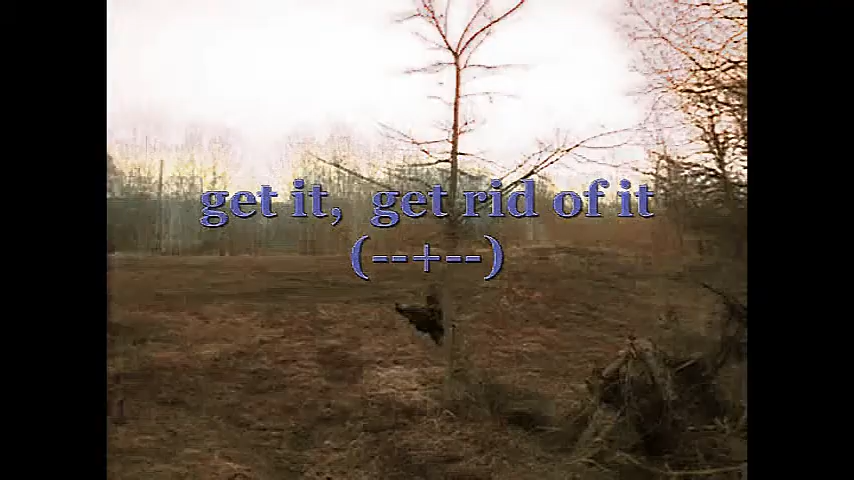 get it,  get rid of it
(--+--)